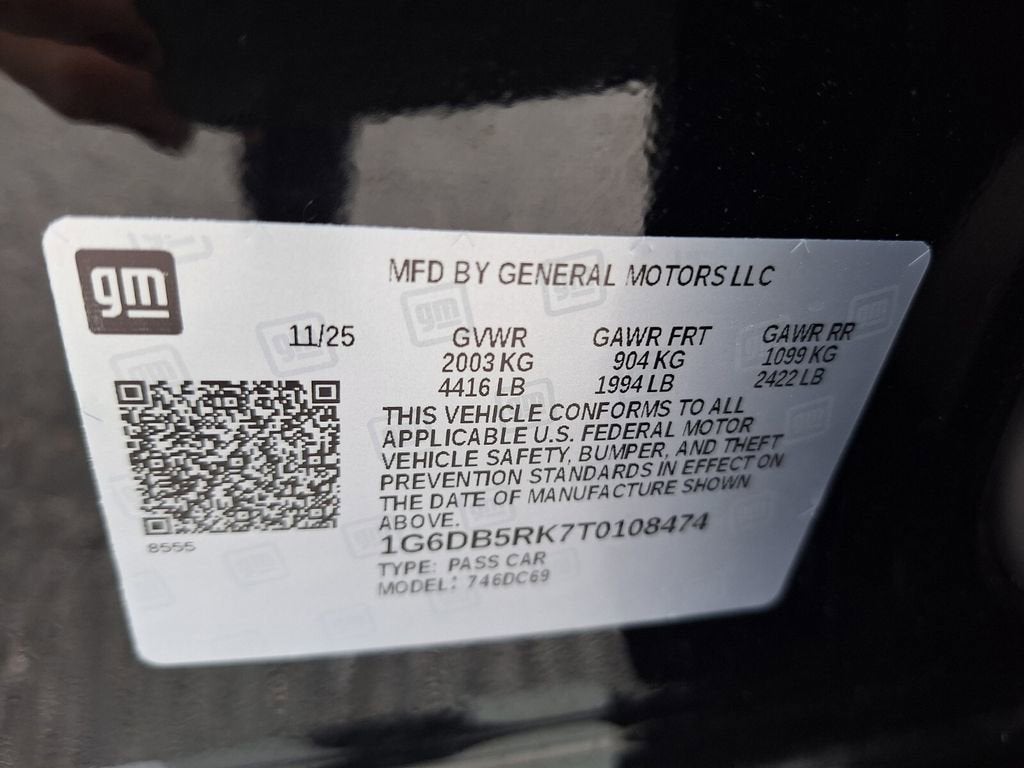 gm
MFD BY GENERAL MOTORS LLC
11/25 GVWR GAWR FRT GAWR RR
2003 KG 904 KG 1099 KG
4416 LB 1994 LB 2422 LB
THIS VEHICLE CONFORMS TO ALL
APPLICABLE U.S. FEDERAL MOTOR
VEHICLE SAFETY, BUMPER, AND THEFT
PREVENTION STANDARDS IN EFFECT ON
THE DATE OF MANUFACTURE SHOWN
ABOVE.
8555
1G6DB5RK7T0108474
TYPE: PASS CAR
MODEL: 746DC69